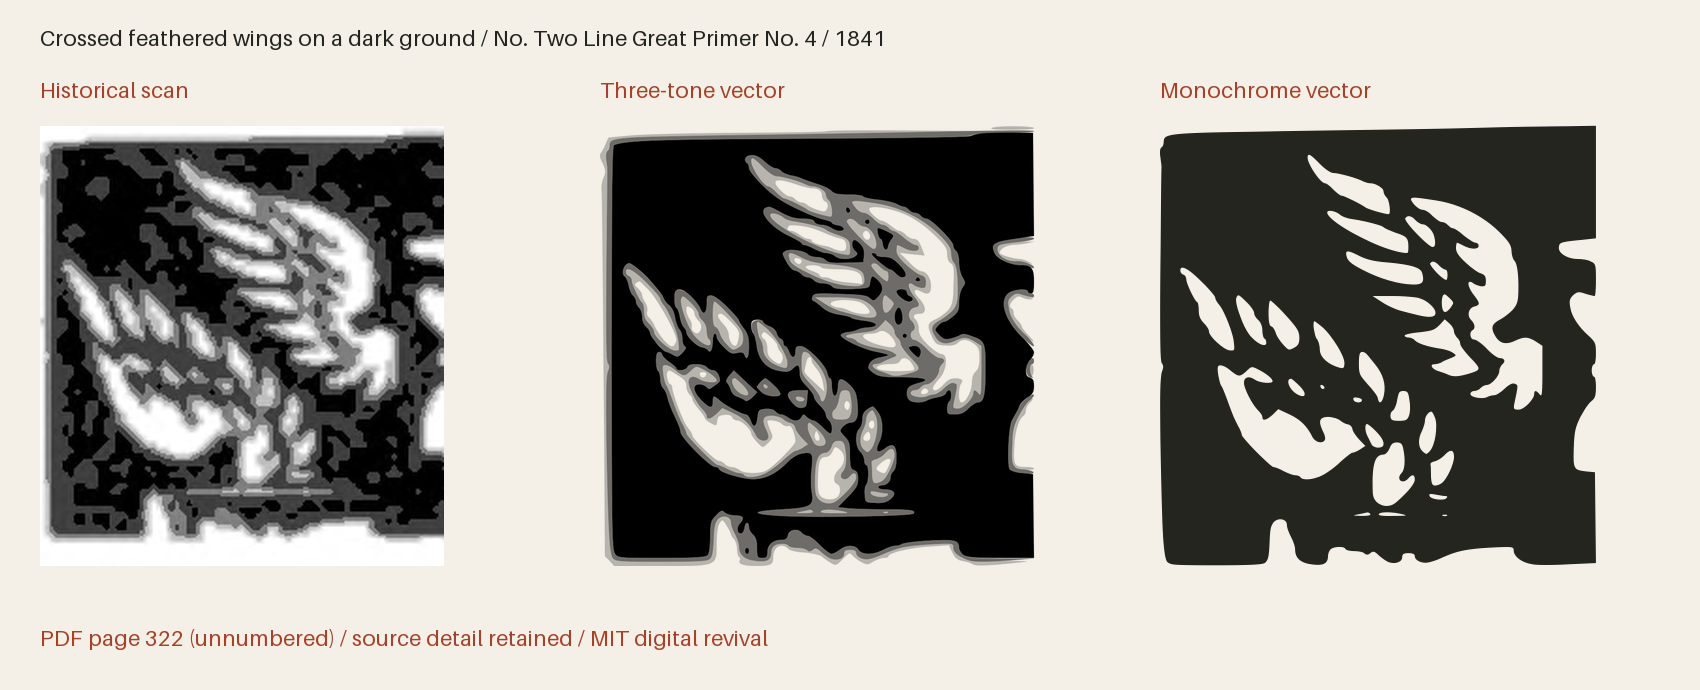 Crossed feathered wings on a dark ground / No. Two Line Great Primer No. 4 / 1841
Historical scan
Three-tone vector
Monochrome vector
PDF page 322 (unnumbered) / source detail retained / MIT digital revival